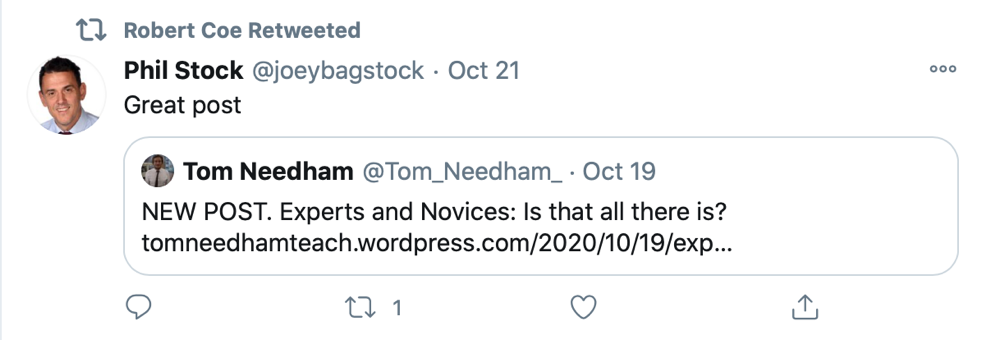 Robert Coe Retweeted
Phil Stock @joeybagstock · Oct 21
Great post
Tom Needham @Tom_Needham_ · Oct 19
NEW POST. Experts and Novices: Is that all there is?
tomneedhamteach.wordpress.com/2020/10/19/exp...
1